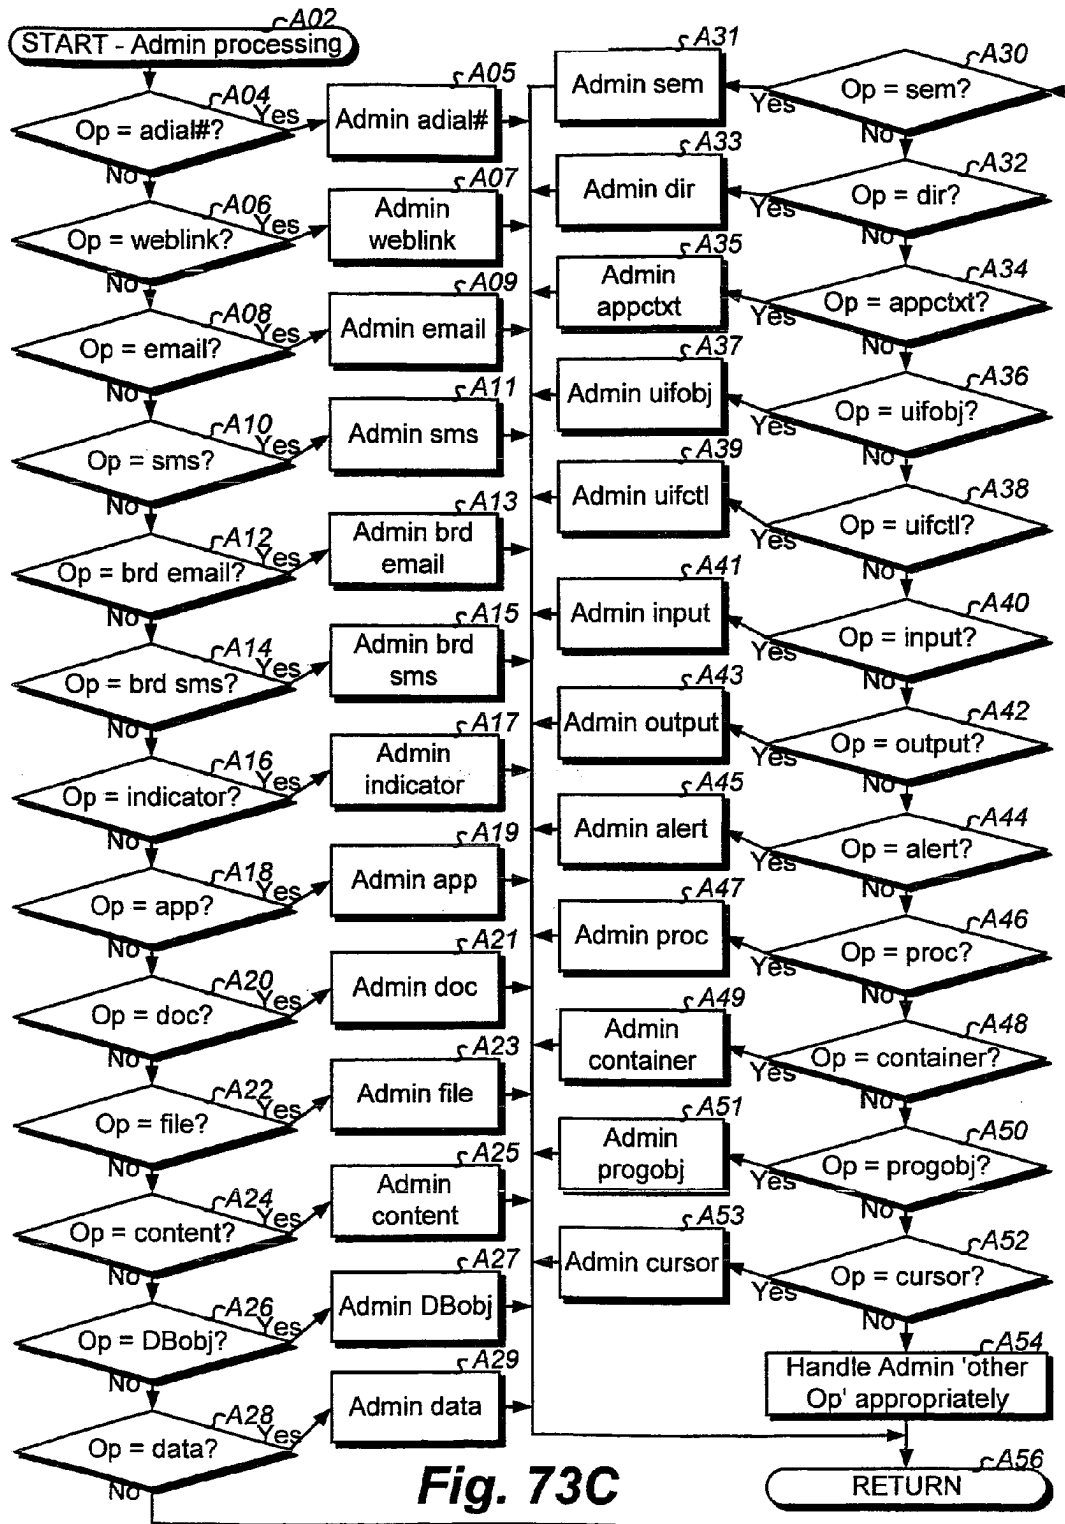 A02
START - Admin processing
A04
Op = adial#?
Yes
No
A05
Admin adial#
A06
Op = weblink?
Yes
No
A07
Admin
weblink
A08
Op = email?
Yes
No
A09
Admin email
A10
Op = sms?
Yes
No
A11
Admin sms
A12
Op = brd email?
Yes
No
A13
Admin brd
email
A14
Op = brd sms?
Yes
No
A15
Admin brd
sms
A16
Op = indicator?
Yes
No
A17
Admin
indicator
A18
Op = app?
Yes
No
A19
Admin app
A20
Op = doc?
Yes
No
A21
Admin doc
A22
Op = file?
Yes
No
A23
Admin file
A24
Op = content?
Yes
No
A25
Admin
content
A26
Op = DBobj?
Yes
No
A27
Admin DBobj
A28
Op = data?
Yes
No
A29
Admin data
A30
Op = sem?
Yes
No
A31
Admin sem
A32
Op = dir?
Yes
No
A33
Admin dir
A34
Op = appctxt?
Yes
No
A35
Admin
appctxt
A36
Op = uifobj?
Yes
No
A37
Admin uifobj
A38
Op = uifctl?
Yes
No
A39
Admin uifctl
A40
Op = input?
Yes
No
A41
Admin input
A42
Op = output?
Yes
No
A43
Admin output
A44
Op = alert?
Yes
No
A45
Admin alert
A46
Op = proc?
Yes
No
A47
Admin proc
A48
Op = container?
Yes
No
A49
Admin
container
A50
Op = progobj?
Yes
No
A51
Admin
progobj
A52
Op = cursor?
Yes
No
A53
Admin cursor
A54
Handle Admin 'other
Op' appropriately
A56
RETURN
Fig. 73C